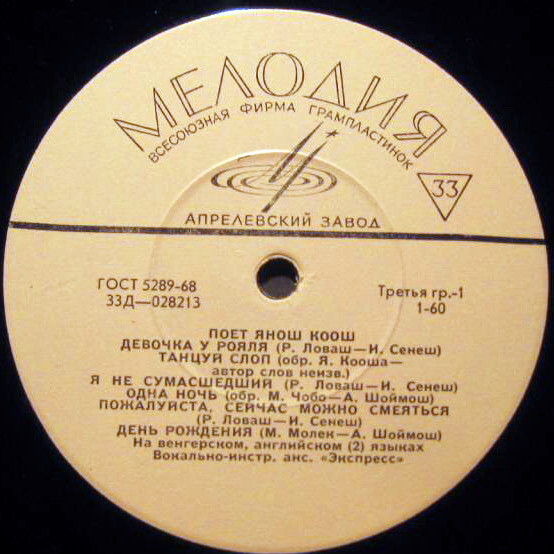 МЕЛОДИЯ
ВСЕСОЮЗНАЯ ФИРМА ГРАМПЛАСТИНОК
33
АПРЕЛЕВСКИЙ ЗАВОД
ГОСТ 5289-68
33Д—028213
Третья гр.-1
1-60
ПОЕТ ЯНОШ КООШ
ДЕВОЧКА У РОЯЛЯ (Р. Ловаш—И. Сенеш)
ТАНЦУЙ СЛОП (обр. Я. Кооша—
автор слов неизв.)
Я НЕ СУМАСШЕДШИЙ (Р. Ловаш—И. Сенеш)
ОДНА НОЧЬ (обр. М. Чобо—А. Шоймош)
ПОЖАЛУЙСТА, СЕЙЧАС МОЖНО СМЕЯТЬСЯ
(Р. Ловаш—И. Сенеш)
ДЕНЬ РОЖДЕНИЯ (М. Молек—А. Шоймош)
На венгерском, английском (2) языках
Вокально-инстр. анс. «Экспресс»